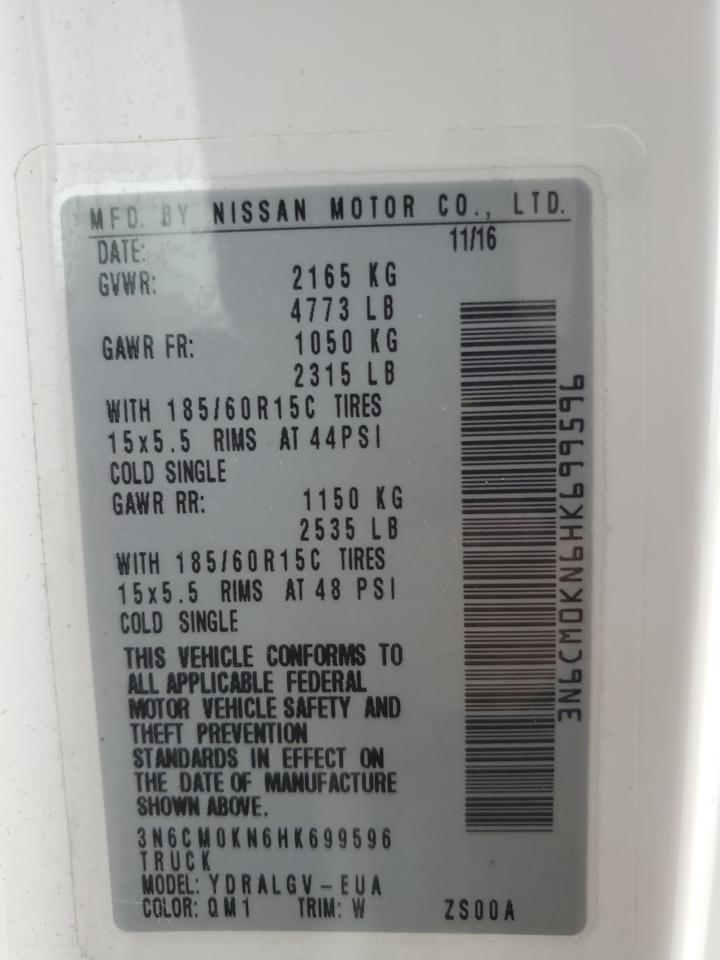 MFD. BY NISSAN MOTOR CO., LTD.
DATE: 11/16
GVWR: 2165 KG
4773 LB
GAWR FR: 1050 KG
2315 LB
WITH 185/60R15C TIRES
15x5.5 RIMS AT 44PSI
COLD SINGLE
GAWR RR: 1150 KG
2535 LB
WITH 185/60R15C TIRES
15x5.5 RIMS AT 48 PSI
COLD SINGLE
THIS VEHICLE CONFORMS TO
ALL APPLICABLE FEDERAL
MOTOR VEHICLE SAFETY AND
THEFT PREVENTION
STANDARDS IN EFFECT ON
THE DATE OF MANUFACTURE
SHOWN ABOVE.
3N6CM0KN6HK699596
TRUCK
MODEL: YDRALGV-EUA
COLOR: QM1 TRIM: W ZS00A
3N6CM0KN6HK699596